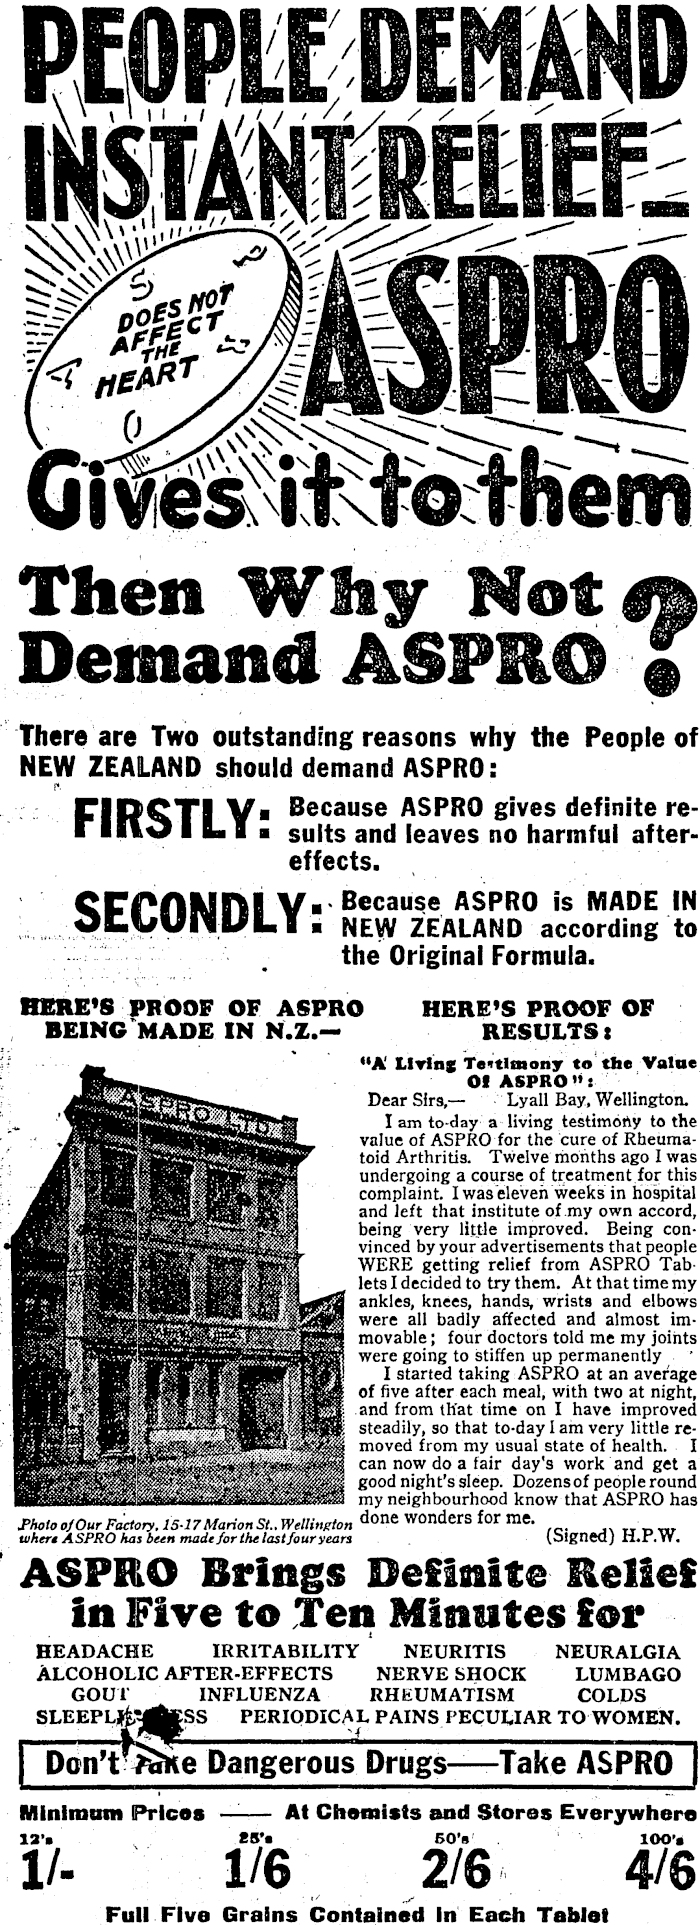 PEOPLE DEMAND
INSTANT RELIEF—
ASPRO
DOES NOT
AFFECT
THE
HEART
Gives it to them
Then Why Not
Demand ASPRO?
There are Two outstanding reasons why the People of
NEW ZEALAND should demand ASPRO:
FIRSTLY: Because ASPRO gives definite re-
sults and leaves no harmful after-
effects.
SECONDLY: Because ASPRO is MADE IN
NEW ZEALAND according to
the Original Formula.
HERE'S PROOF OF ASPRO
BEING MADE IN N.Z.—
ASPRO LTD.
Photo of Our Factory, 15-17 Marion St., Wellington
where ASPRO has been made for the last four years
HERE'S PROOF OF
RESULTS:
"A Living Testimony to the Value
Of ASPRO":
Dear Sirs,— Lyall Bay, Wellington.
I am to-day a living testimony to the
value of ASPRO for the cure of Rheuma-
toid Arthritis. Twelve months ago I was
undergoing a course of treatment for this
complaint. I was eleven weeks in hospital
and left that institute of my own accord,
being very little improved. Being con-
vinced by your advertisements that people
WERE getting relief from ASPRO Tab-
lets I decided to try them. At that time my
ankles, knees, hands, wrists and elbows
were all badly affected and almost im-
movable; four doctors told me my joints
were going to stiffen up permanently
I started taking ASPRO at an average
of five after each meal, with two at night,
and from that time on I have improved
steadily, so that to-day I am very little re-
moved from my usual state of health. I
can now do a fair day's work and get a
good night's sleep. Dozens of people round
my neighbourhood know that ASPRO has
done wonders for me.
(Signed) H.P.W.
ASPRO Brings Definite Relief
in Five to Ten Minutes for
HEADACHE IRRITABILITY NEURITIS NEURALGIA
ALCOHOLIC AFTER-EFFECTS NERVE SHOCK LUMBAGO
GOUT INFLUENZA RHEUMATISM COLDS
SLEEPLESSNESS PERIODICAL PAINS PECULIAR TO WOMEN.
Don't Take Dangerous Drugs—Take ASPRO
Minimum Prices — At Chemists and Stores Everywhere
12's 25's 50's 100's
1/- 1/6 2/6 4/6
Full Five Grains Contained In Each Tablet